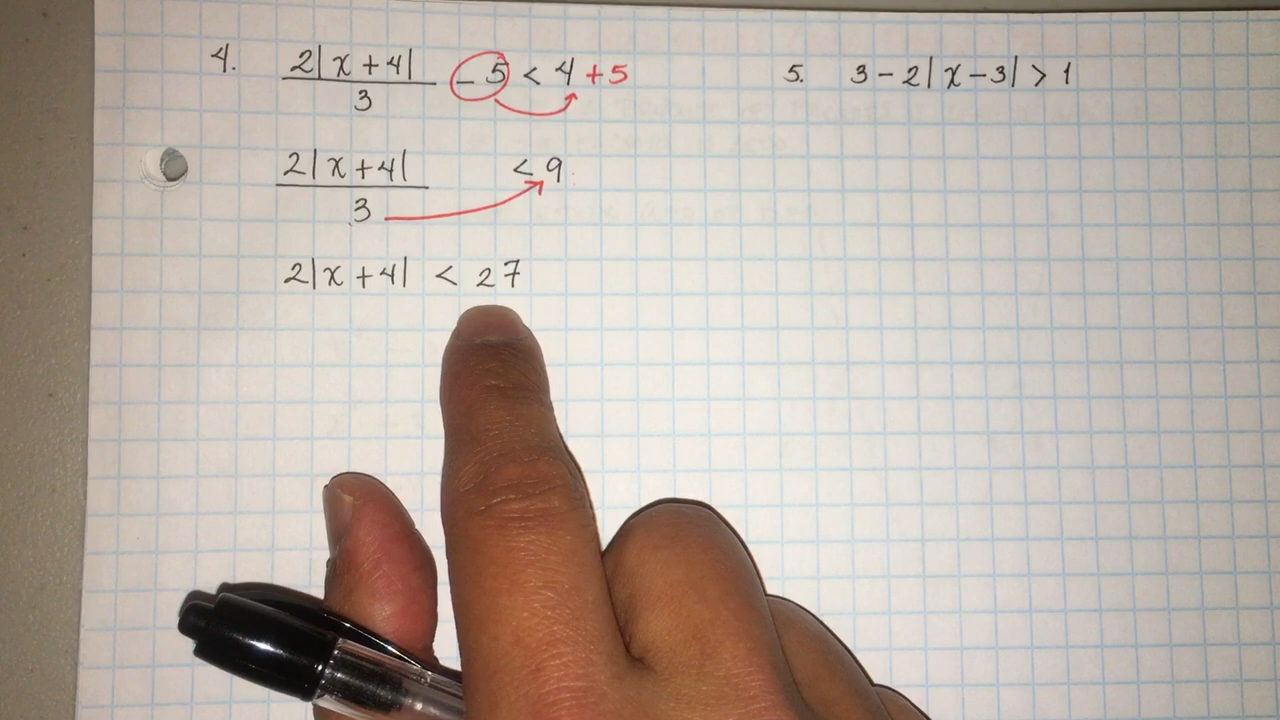 4. 2|x+4|/3 - 5 < 4 +5
2|x+4|/3 < 9
2|x+4| < 27
5. 3 - 2|x-3| > 1